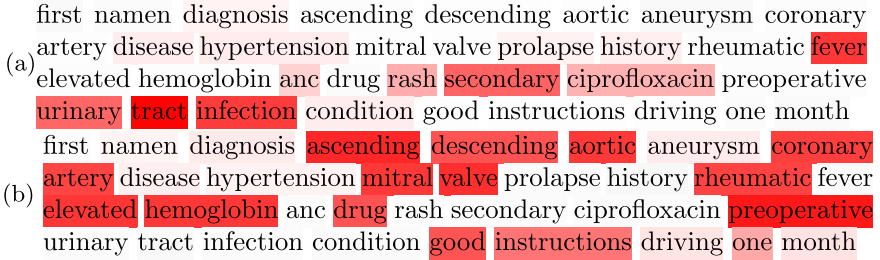 first namen diagnosis ascending descending aortic aneurysm coronary
(a) artery disease hypertension mitral valve prolapse history rheumatic fever
elevated hemoglobin anc drug rash secondary ciprofloxacin preoperative
urinary tract infection condition good instructions driving one month
first namen diagnosis ascending descending aortic aneurysm coronary
(b) artery disease hypertension mitral valve prolapse history rheumatic fever
elevated hemoglobin anc drug rash secondary ciprofloxacin preoperative
urinary tract infection condition good instructions driving one month